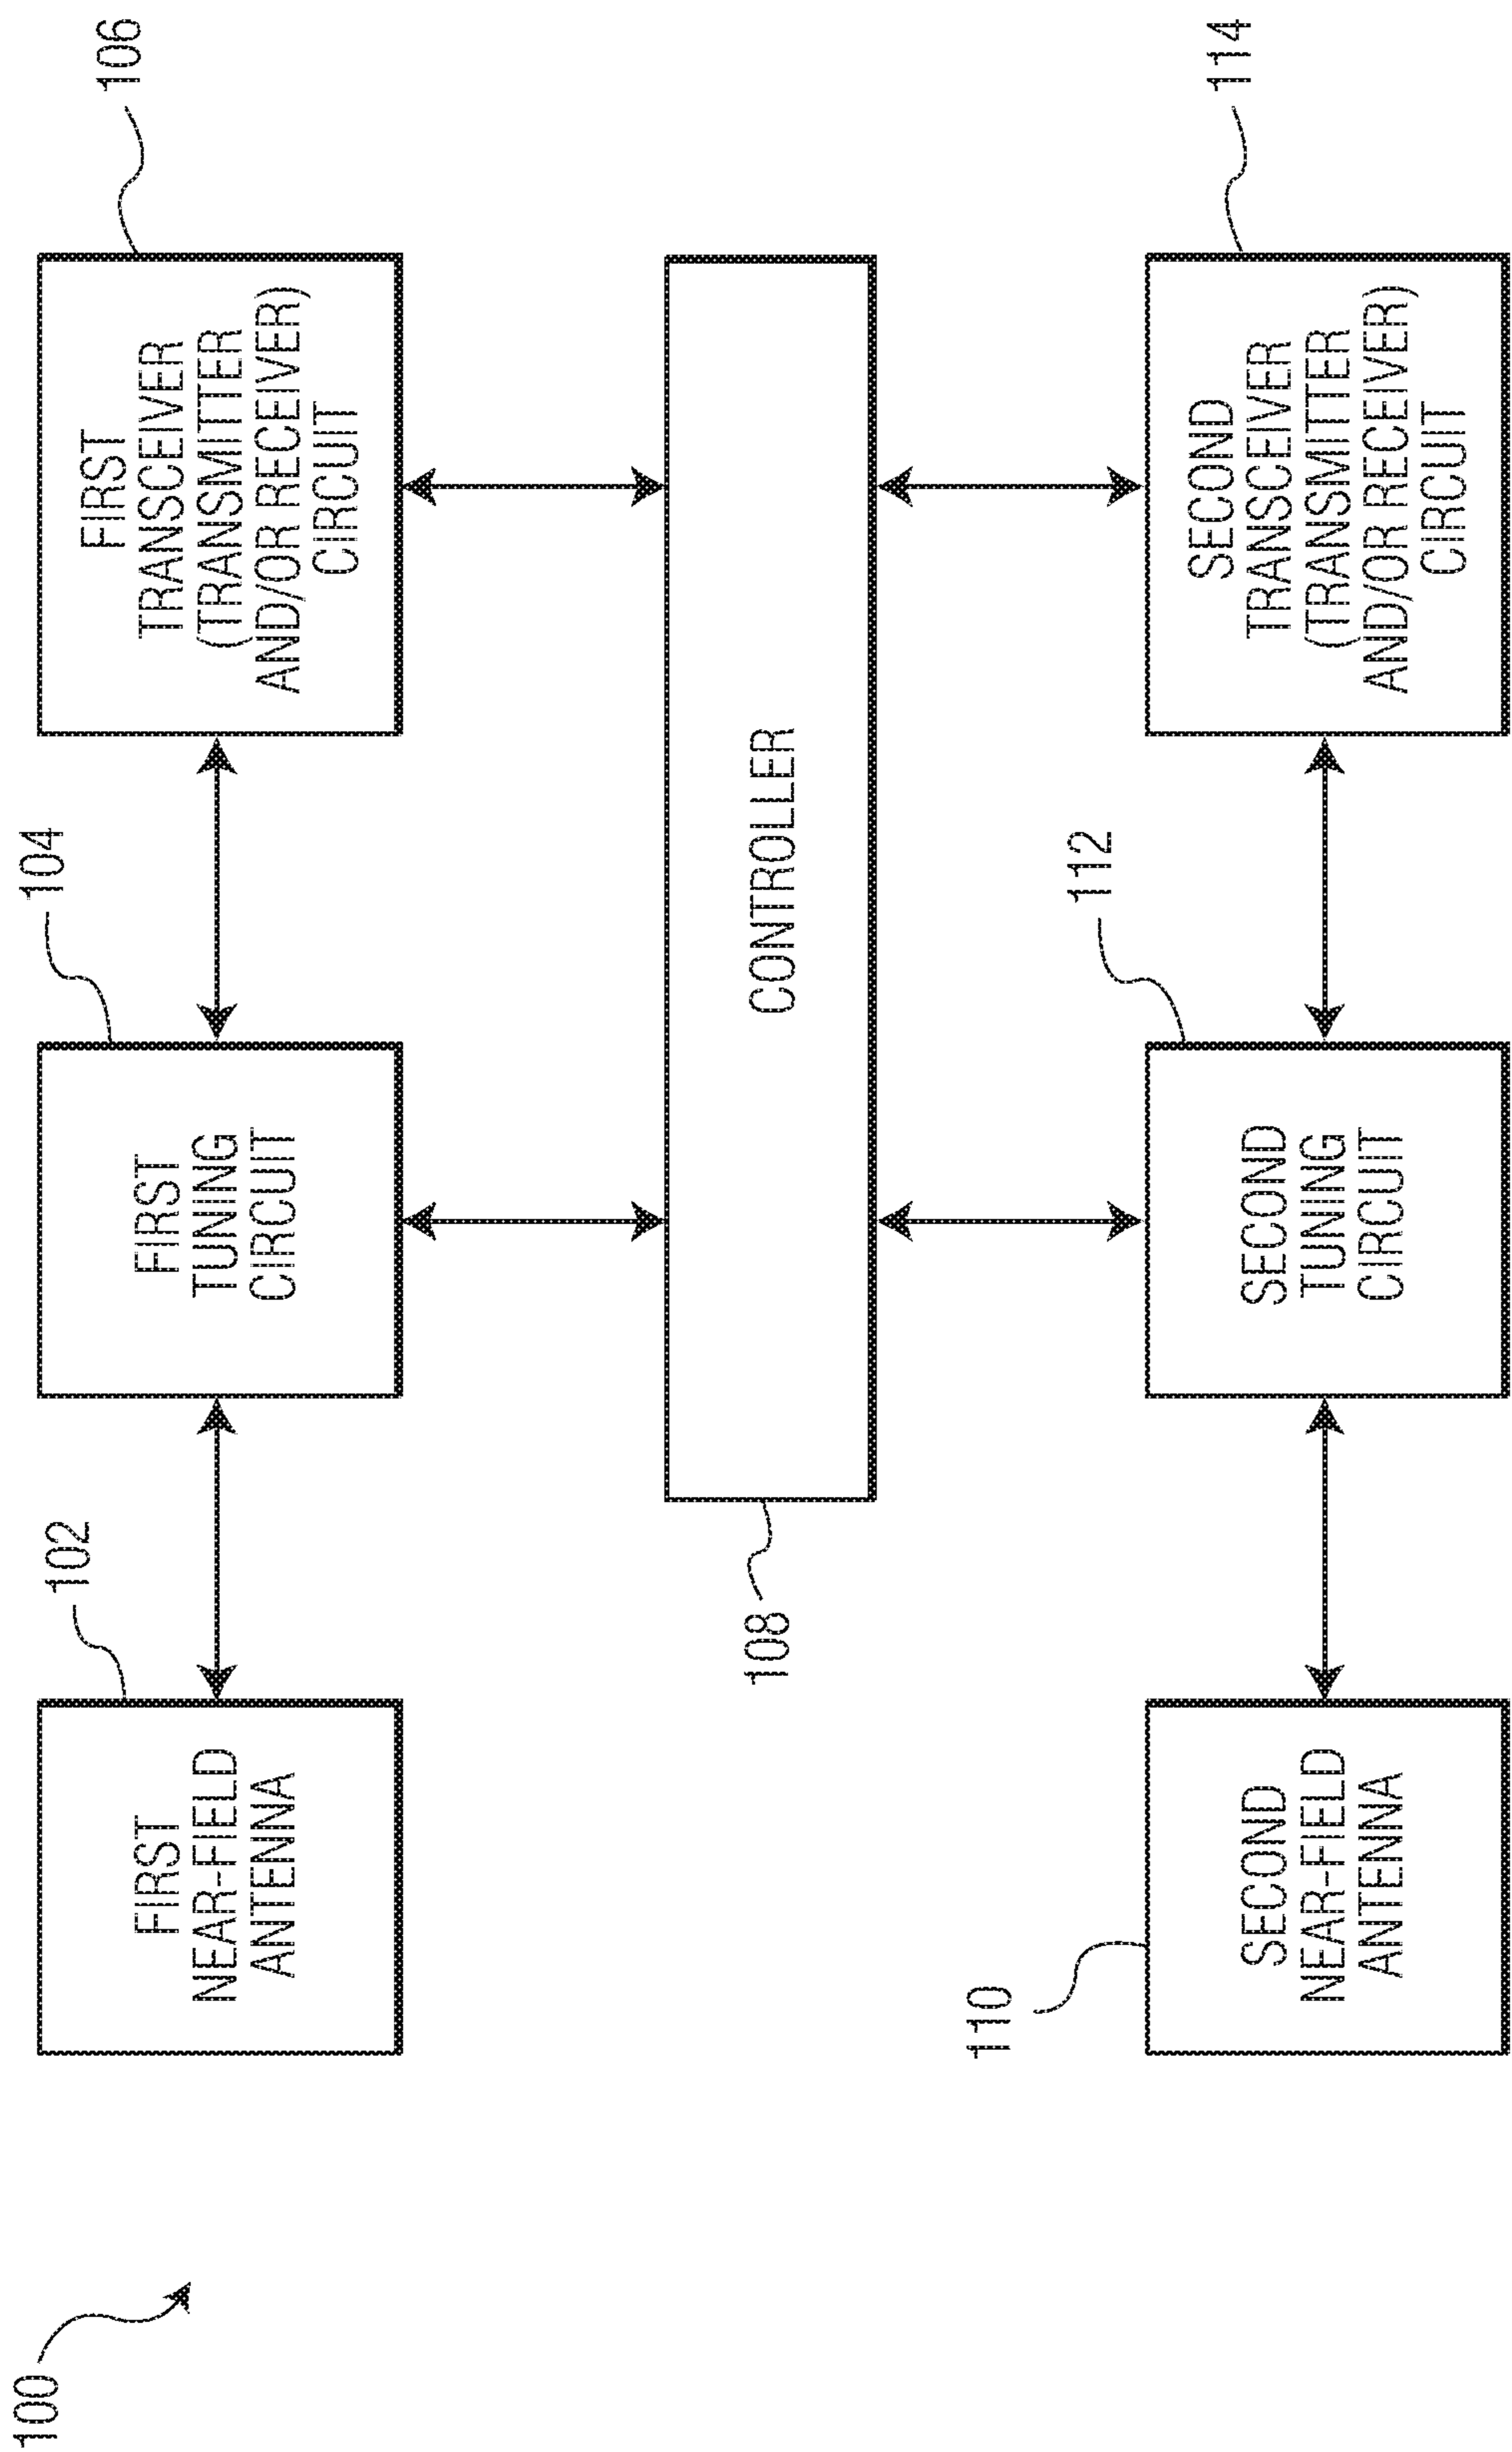 100
102
104
106
FIRST
NEAR-FIELD
ANTENNA
FIRST
TUNING
CIRCUIT
FIRST
TRANSCEIVER
(TRANSMITTER
AND/OR RECEIVER)
CIRCUIT
108
CONTROLLER
110
112
114
SECOND
NEAR-FIELD
ANTENNA
SECOND
TUNING
CIRCUIT
SECOND
TRANSCEIVER
(TRANSMITTER
AND/OR RECEIVER)
CIRCUIT